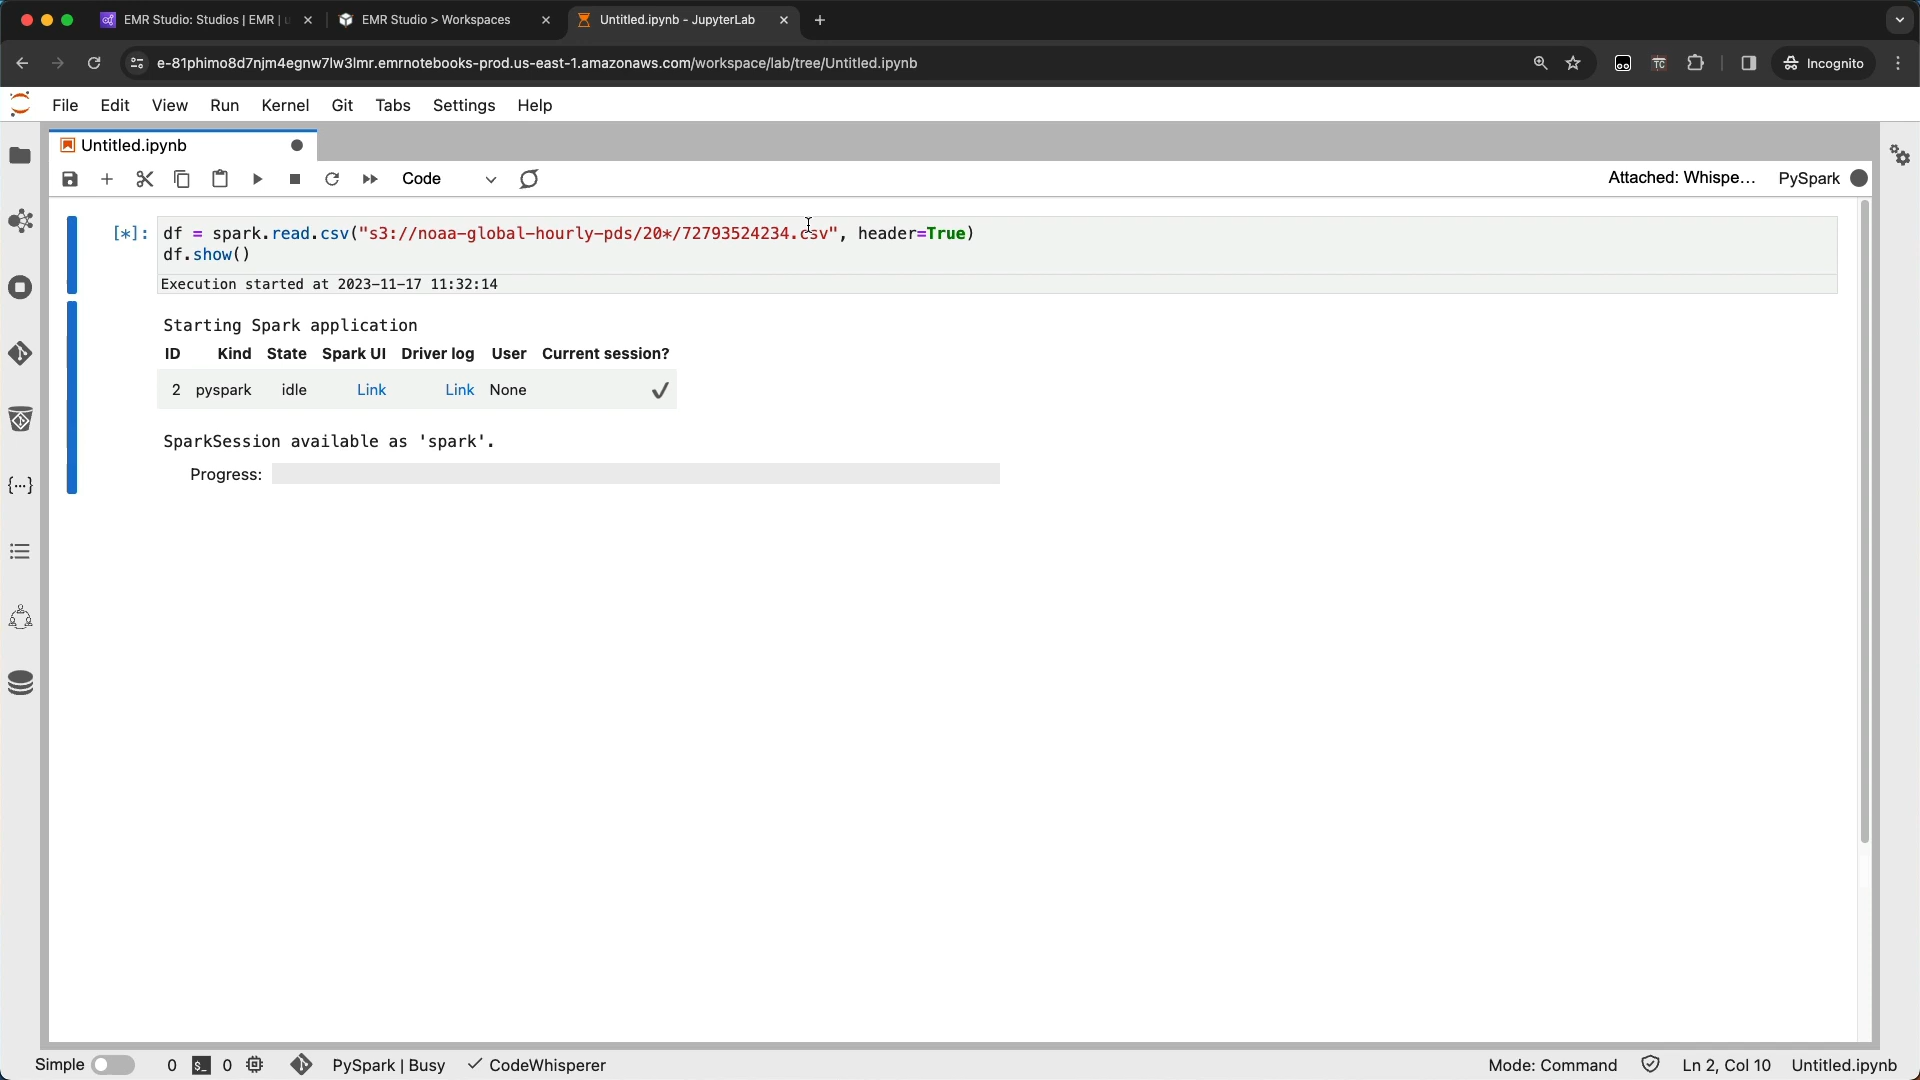 EMR Studio: Studios | EMR | u
EMR Studio > Workspaces
Untitled.ipynb - JupyterLab
e-81phimo8d7njm4egnw7lw3lmr.emrnotebooks-prod.us-east-1.amazonaws.com/workspace/lab/tree/Untitled.ipynb
TC
Incognito
File Edit View Run Kernel Git Tabs Settings Help
Untitled.ipynb
Code
Attached: Whispe... PySpark
[*]: df = spark.read.csv("s3://noaa-global-hourly-pds/20*/72793524234.csv", header=True)
df.show()
Execution started at 2023-11-17 11:32:14
Starting Spark application
ID Kind State Spark UI Driver log User Current session?
2 pyspark idle Link Link None ✔
SparkSession available as 'spark'.
Progress:
{...}
Simple 0 $_ 0 PySpark | Busy ✓ CodeWhisperer Mode: Command Ln 2, Col 10 Untitled.ipynb